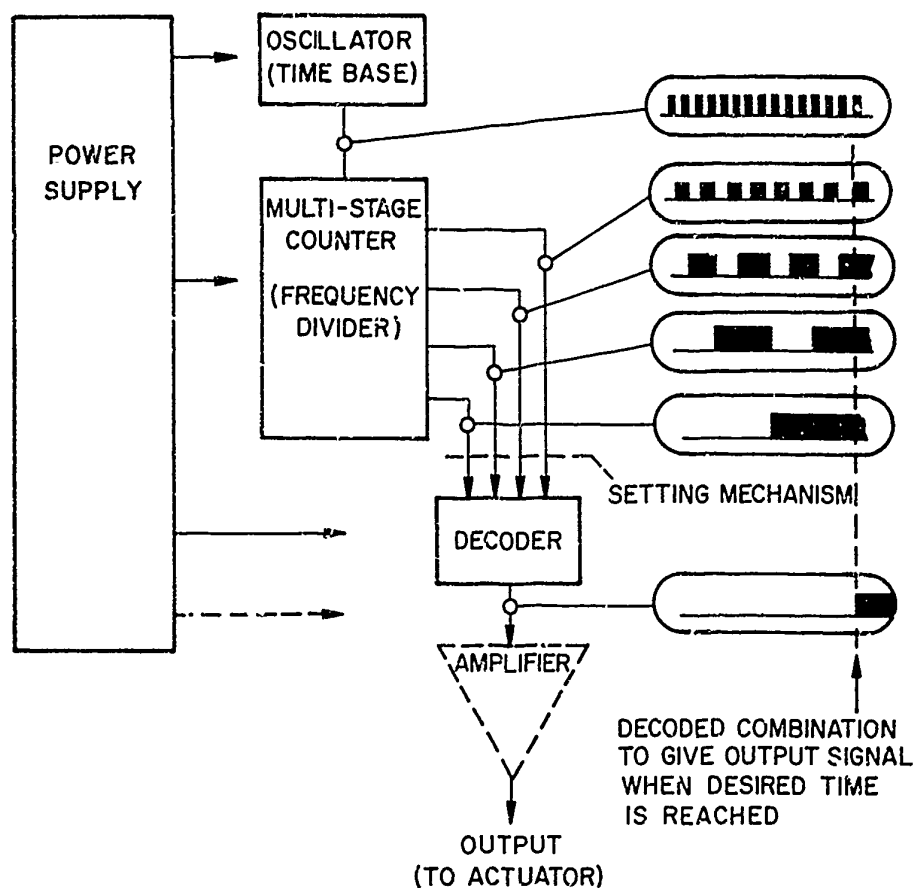 POWER
SUPPLY
OSCILLATOR
(TIME BASE)
MULTI-STAGE
COUNTER
(FREQUENCY
DIVIDER)
SETTING MECHANISM
DECODER
AMPLIFIER
DECODED COMBINATION
TO GIVE OUTPUT SIGNAL
WHEN DESIRED TIME
IS REACHED
OUTPUT
(TO ACTUATOR)